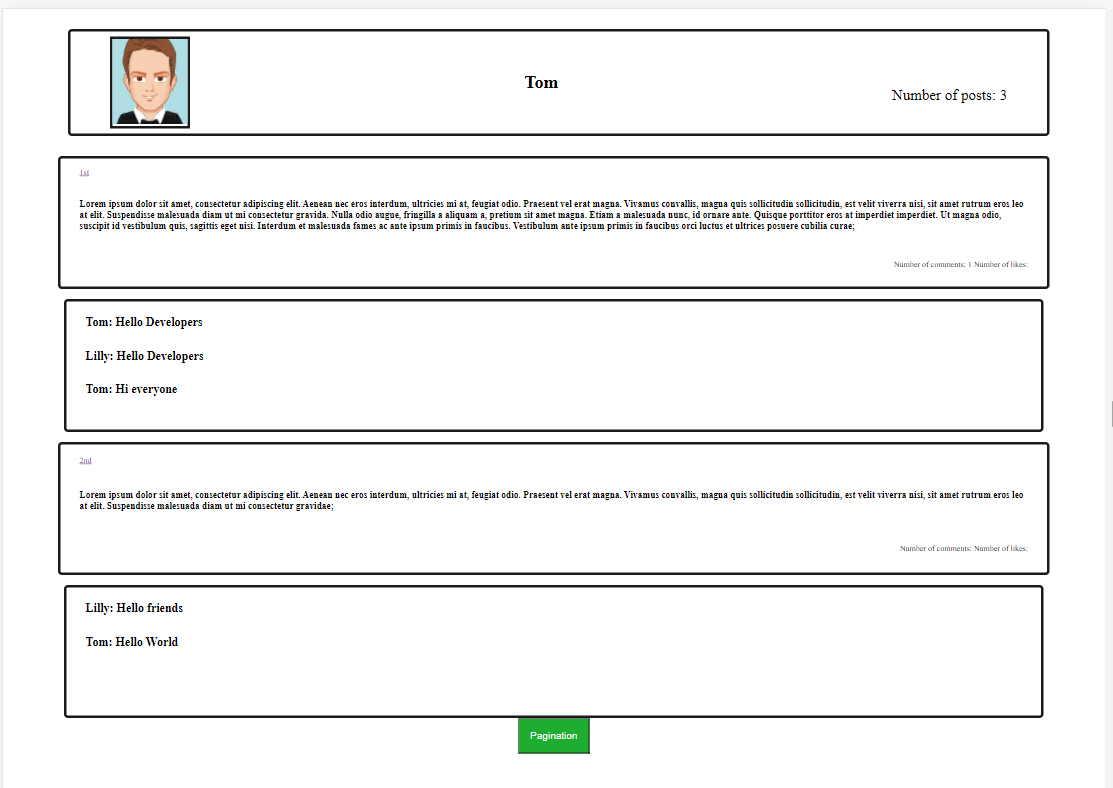 Tom
Number of posts: 3
1st
Lorem ipsum dolor sit amet, consectetur adipiscing elit. Aenean nec eros interdum, ultricies mi at, feugiat odio. Praesent vel erat magna. Vivamus convallis, magna quis sollicitudin sollicitudin, est velit viverra nisi, sit amet rutrum eros leo
at elit. Suspendisse malesuada diam ut mi consectetur gravida. Nulla odio augue, fringilla a aliquam a, pretium sit amet magna. Etiam a malesuada nunc, id ornare ante. Quisque porttitor eros at imperdiet imperdiet. Ut magna odio,
suscipit id vestibulum quis, sagittis eget nisi. Interdum et malesuada fames ac ante ipsum primis in faucibus. Vestibulum ante ipsum primis in faucibus orci luctus et ultrices posuere cubilia curae;
Number of comments: 1 Number of likes:
Tom: Hello Developers
Lilly: Hello Developers
Tom: Hi everyone
2nd
Lorem ipsum dolor sit amet, consectetur adipiscing elit. Aenean nec eros interdum, ultricies mi at, feugiat odio. Praesent vel erat magna. Vivamus convallis, magna quis sollicitudin sollicitudin, est velit viverra nisi, sit amet rutrum eros leo
at elit. Suspendisse malesuada diam ut mi consectetur gravidae;
Number of comments: Number of likes:
Lilly: Hello friends
Tom: Hello World
Pagination